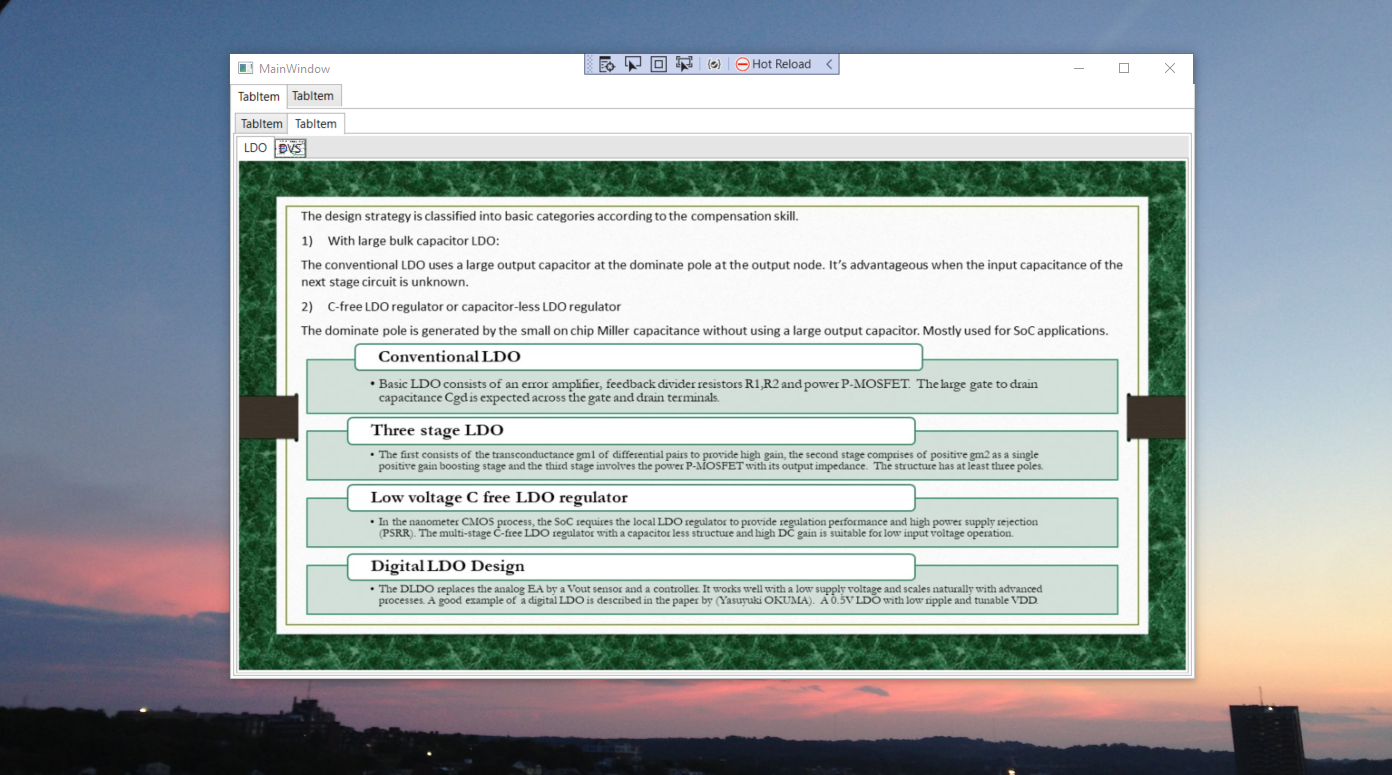 MainWindow
Hot Reload
TabItem TabItem
TabItem TabItem
LDO DVS
The design strategy is classified into basic categories according to the compensation skill.
1) With large bulk capacitor LDO:
The conventional LDO uses a large output capacitor at the dominate pole at the output node. It's advantageous when the input capacitance of the
next stage circuit is unknown.
2) C-free LDO regulator or capacitor-less LDO regulator
The dominate pole is generated by the small on chip Miller capacitance without using a large output capacitor. Mostly used for SoC applications.
Conventional LDO
• Basic LDO consists of an error amplifier, feedback divider resistors R1,R2 and power P-MOSFET. The large gate to drain
capacitance Cgd is expected across the gate and drain terminals.
Three stage LDO
• The first consists of the transconductance gm1 of differential pairs to provide high gain, the second stage comprises of positive gm2 as a single
positive gain boosting stage and the third stage involves the power P-MOSFET with its output impedance. The structure has at least three poles.
Low voltage C free LDO regulator
• In the nanometer CMOS process, the SoC requires the local LDO regulator to provide regulation performance and high power supply rejection
(PSRR). The multi-stage C-free LDO regulator with a capacitor less structure and high DC gain is suitable for low input voltage operation.
Digital LDO Design
• The DLDO replaces the analog EA by a Vout sensor and a controller. It works well with a low supply voltage and scales naturally with advanced
processes. A good example of a digital LDO is described in the paper by (Yasuyuki OKUMA). A 0.5V LDO with low ripple and tunable VDD.